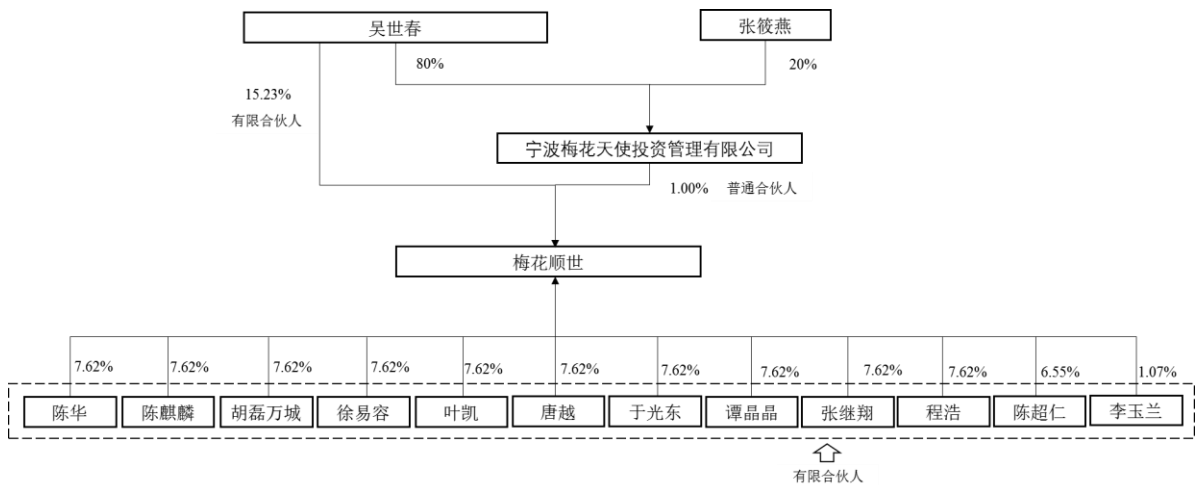 吴世春
张筱燕
80%
20%
15.23%
有限合伙人
宁波梅花天使投资管理有限公司
1.00% 普通合伙人
梅花顺世
7.62% 7.62% 7.62% 7.62% 7.62% 7.62% 7.62% 7.62% 7.62% 7.62% 6.55% 1.07%
陈华 陈麒麟 胡磊万城 徐易容 叶凯 唐越 于光东 谭晶晶 张继翔 程浩 陈超仁 李玉兰
有限合伙人